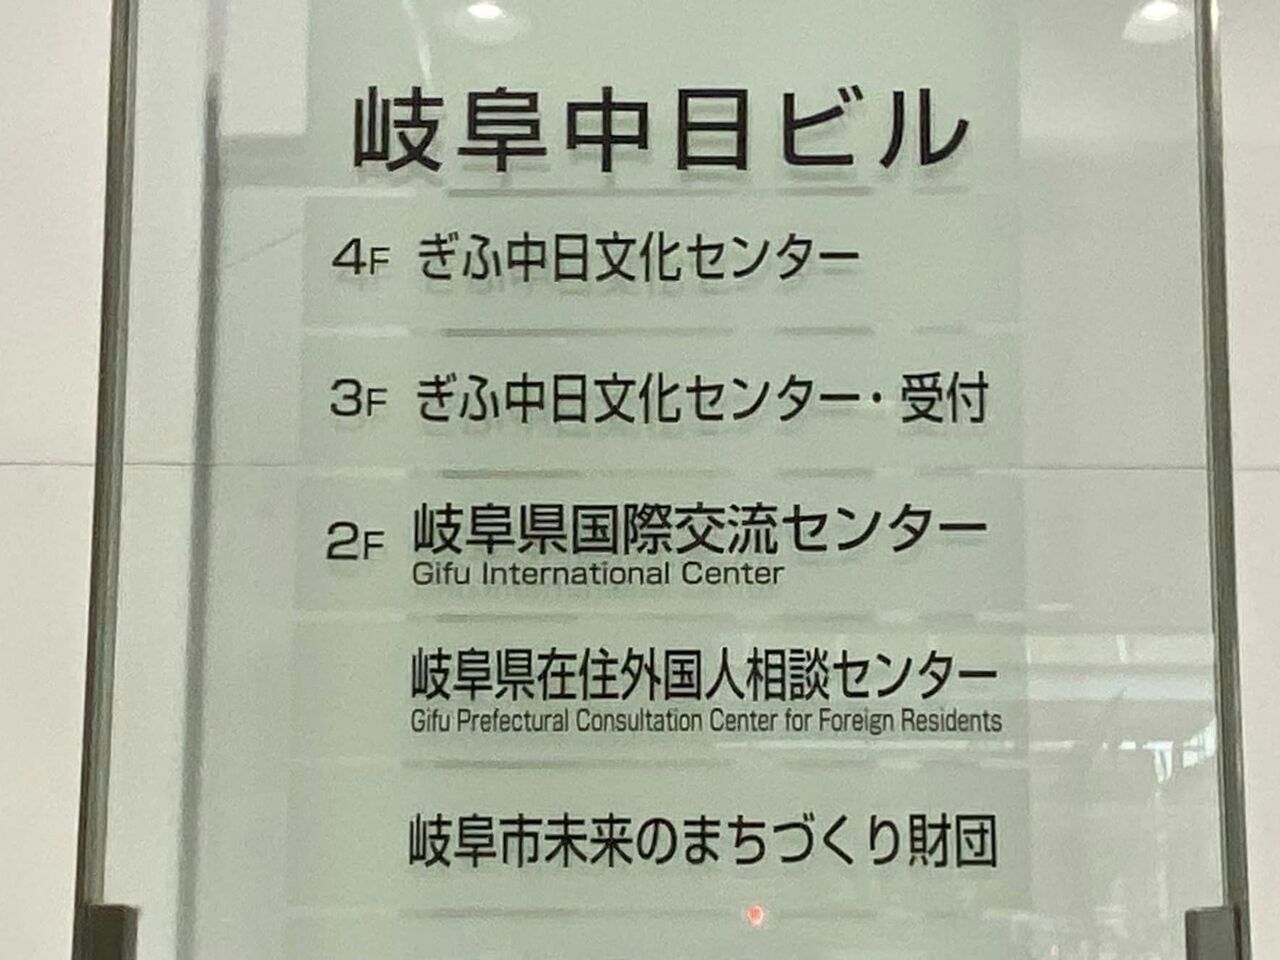 岐阜中日ビル
4F ぎふ中日文化センター
3F ぎふ中日文化センター・受付
2F 岐阜県国際交流センター
Gifu International Center
岐阜県在住外国人相談センター
Gifu Prefectural Consultation Center for Foreign Residents
岐阜市未来のまちづくり財団